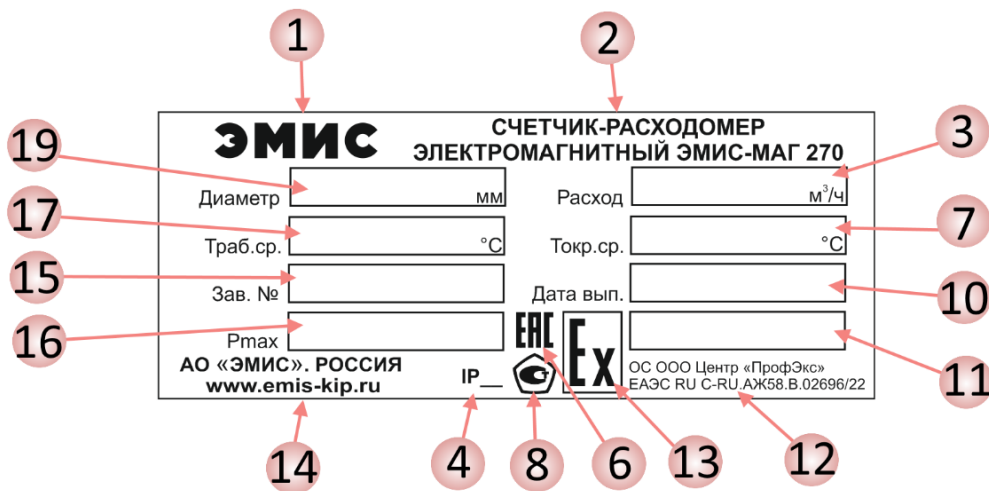 1
2
ЭМИС
СЧЕТЧИК-РАСХОДОМЕР
ЭЛЕКТРОМАГНИТНЫЙ ЭМИС-МАГ 270
19
3
Диаметр мм
Расход м³/ч
17
7
Траб.ср. °C
Токр.ср. °C
15
10
Зав. №
Дата вып.
16
11
Pmax
EAC
Ex
АО «ЭМИС». РОССИЯ
www.emis-kip.ru
IP__
ОС ООО Центр «ПрофЭкс»
ЕАЭС RU С-RU.АЖ58.В.02696/22
14
4
8
6
13
12